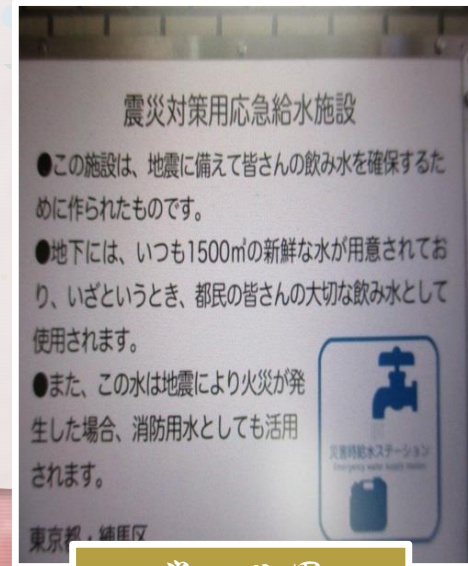 震災対策用応急給水施設
●この施設は、地震に備えて皆さんの飲み水を確保するた
めに作られたものです。
●地下には、いつも1500㎥の新鮮な水が用意されてお
り、いざというとき、都民の皆さんの大切な飲み水として
使用されます。
●また、この水は地震により火災が発
生した場合、消防用水としても活用
されます。
災害時給水ステーション
東京都・練馬区